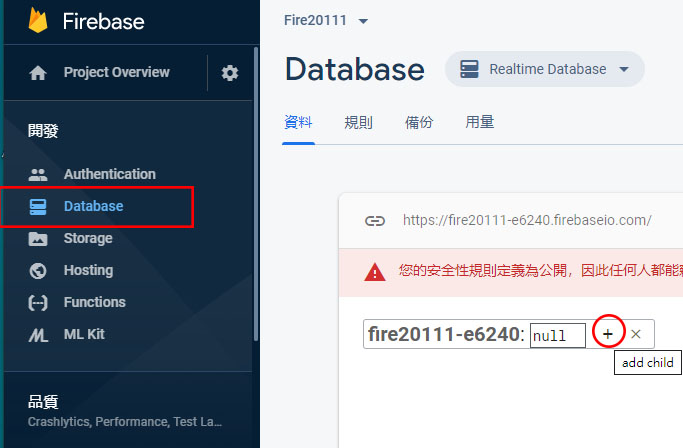 Firebase
Project Overview
開發
Authentication
Database
Storage
Hosting
Functions
ML Kit
品質
Crashlytics, Performance, Test La...
Fire20111
Database
Realtime Database
資料 規則 備份 用量
https://fire20111-e6240.firebaseio.com/
您的安全性規則定義為公開，因此任何人都能
fire20111-e6240: null + ×
add child